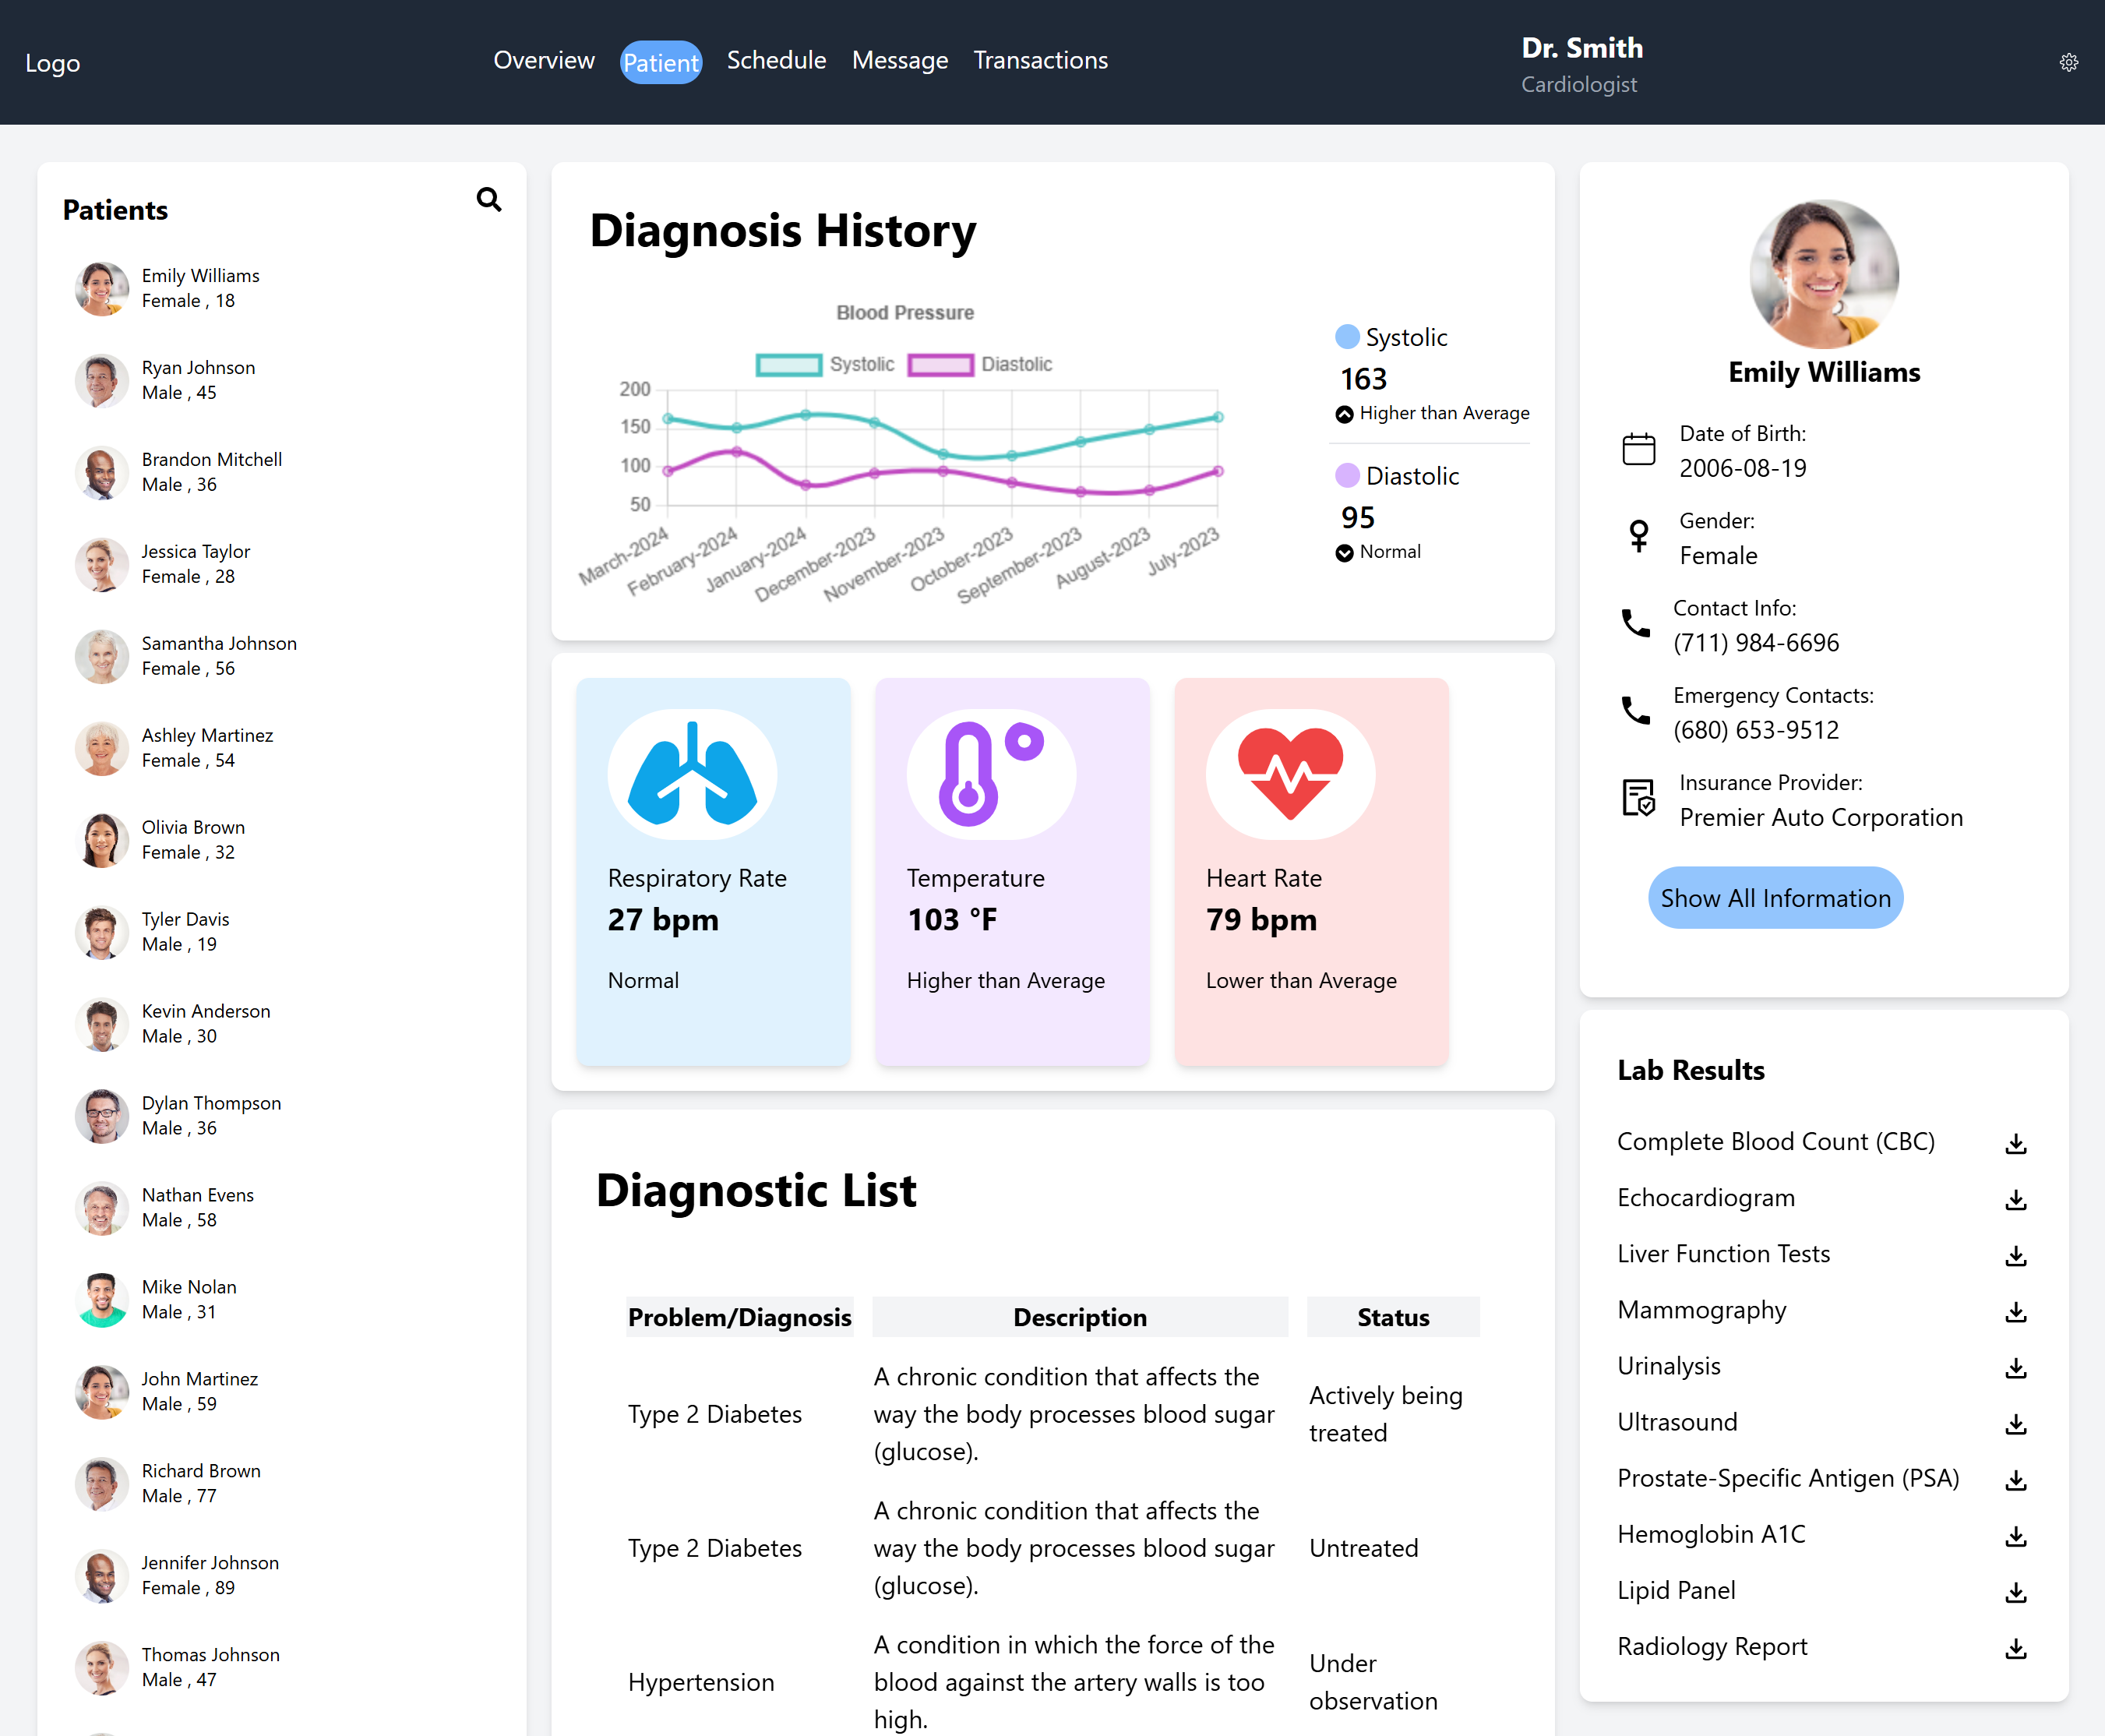 Logo
Overview Patient Schedule Message Transactions
Dr. Smith
Cardiologist
Patients
Emily Williams
Female , 18
Ryan Johnson
Male , 45
Brandon Mitchell
Male , 36
Jessica Taylor
Female , 28
Samantha Johnson
Female , 56
Ashley Martinez
Female , 54
Olivia Brown
Female , 32
Tyler Davis
Male , 19
Kevin Anderson
Male , 30
Dylan Thompson
Male , 36
Nathan Evens
Male , 58
Mike Nolan
Male , 31
John Martinez
Male , 59
Richard Brown
Male , 77
Jennifer Johnson
Female , 89
Thomas Johnson
Male , 47
Diagnosis History
Blood Pressure
Systolic Diastolic
200
150
100
50
March-2024 February-2024 January-2024 December-2023 November-2023 October-2023 September-2023 August-2023 July-2023
Systolic
163
Higher than Average
Diastolic
95
Normal
Respiratory Rate
27 bpm
Normal
Temperature
103 °F
Higher than Average
Heart Rate
79 bpm
Lower than Average
Diagnostic List
Problem/Diagnosis Description Status
Type 2 Diabetes
A chronic condition that affects the
way the body processes blood sugar
(glucose).
Actively being
treated
Type 2 Diabetes
A chronic condition that affects the
way the body processes blood sugar
(glucose).
Untreated
Hypertension
A condition in which the force of the
blood against the artery walls is too
high.
Under
observation
Emily Williams
Date of Birth:
2006-08-19
Gender:
Female
Contact Info:
(711) 984-6696
Emergency Contacts:
(680) 653-9512
Insurance Provider:
Premier Auto Corporation
Show All Information
Lab Results
Complete Blood Count (CBC)
Echocardiogram
Liver Function Tests
Mammography
Urinalysis
Ultrasound
Prostate-Specific Antigen (PSA)
Hemoglobin A1C
Lipid Panel
Radiology Report